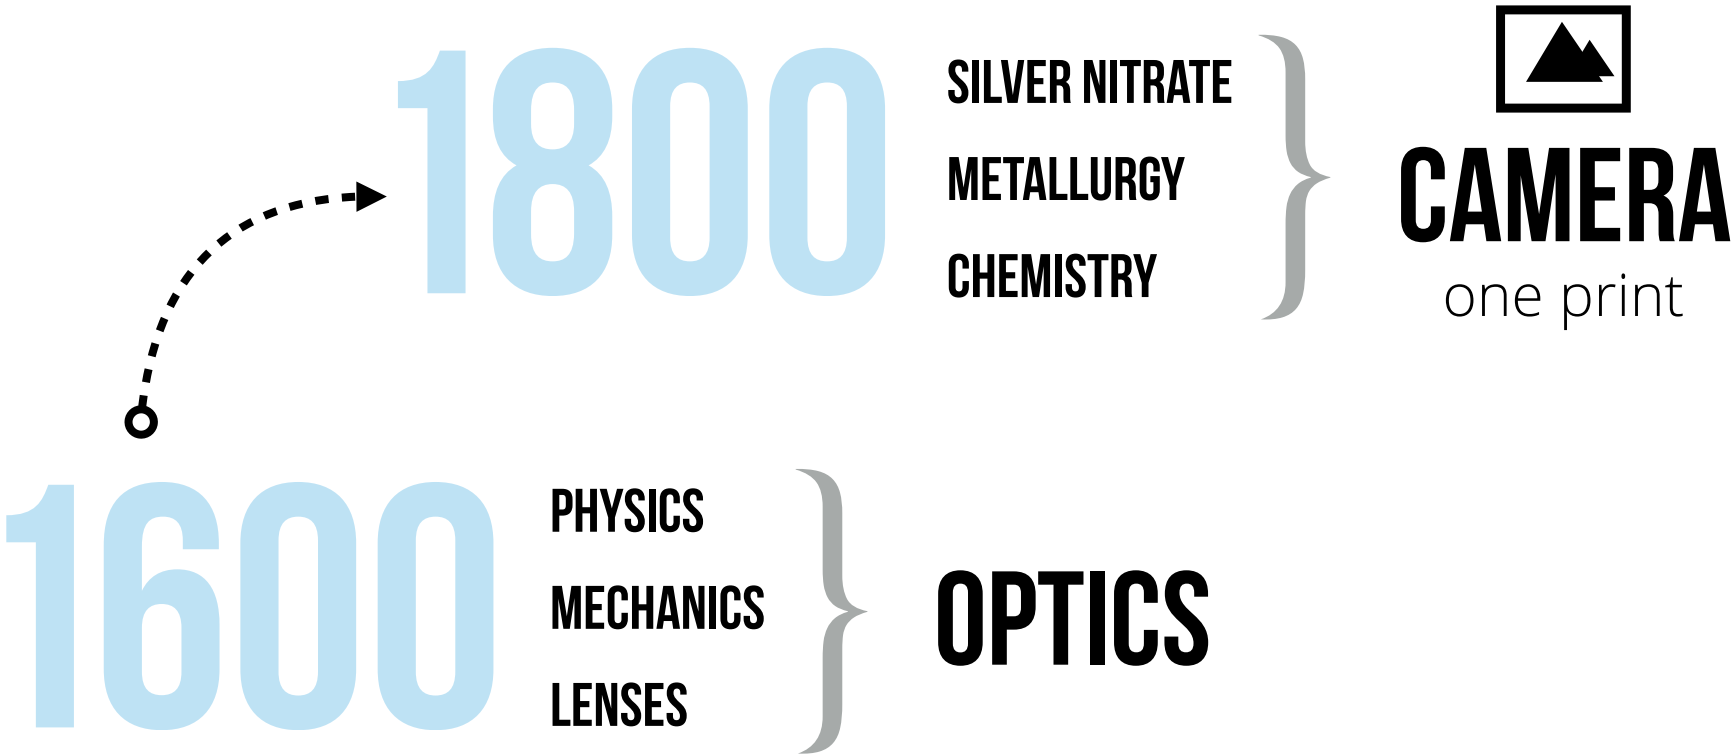 1800
SILVER NITRATE
METALLURGY
CHEMISTRY
CAMERA
one print
1600
PHYSICS
MECHANICS
LENSES
OPTICS